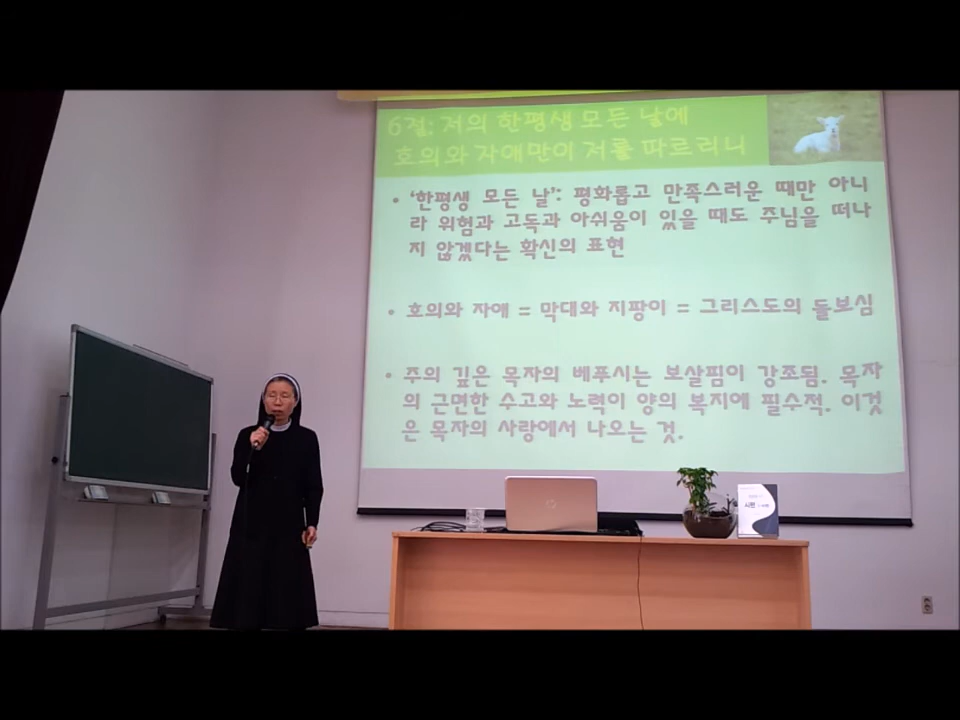 6절: 저의 한평생 모든 날에
호의와 자애만이 저를 따르리니
• ‘한평생 모든 날’: 평화롭고 만족스러운 때만 아니
라 위험과 고독과 아쉬움이 있을 때도 주님을 떠나
지 않겠다는 확신의 표현
• 호의와 자애 = 막대와 지팡이 = 그리스도의 돌보심
• 주의 깊은 목자의 베푸시는 보살핌이 강조됨. 목자
의 근면한 수고와 노력이 양의 복지에 필수적. 이것
은 목자의 사랑에서 나오는 것.
시편
hp